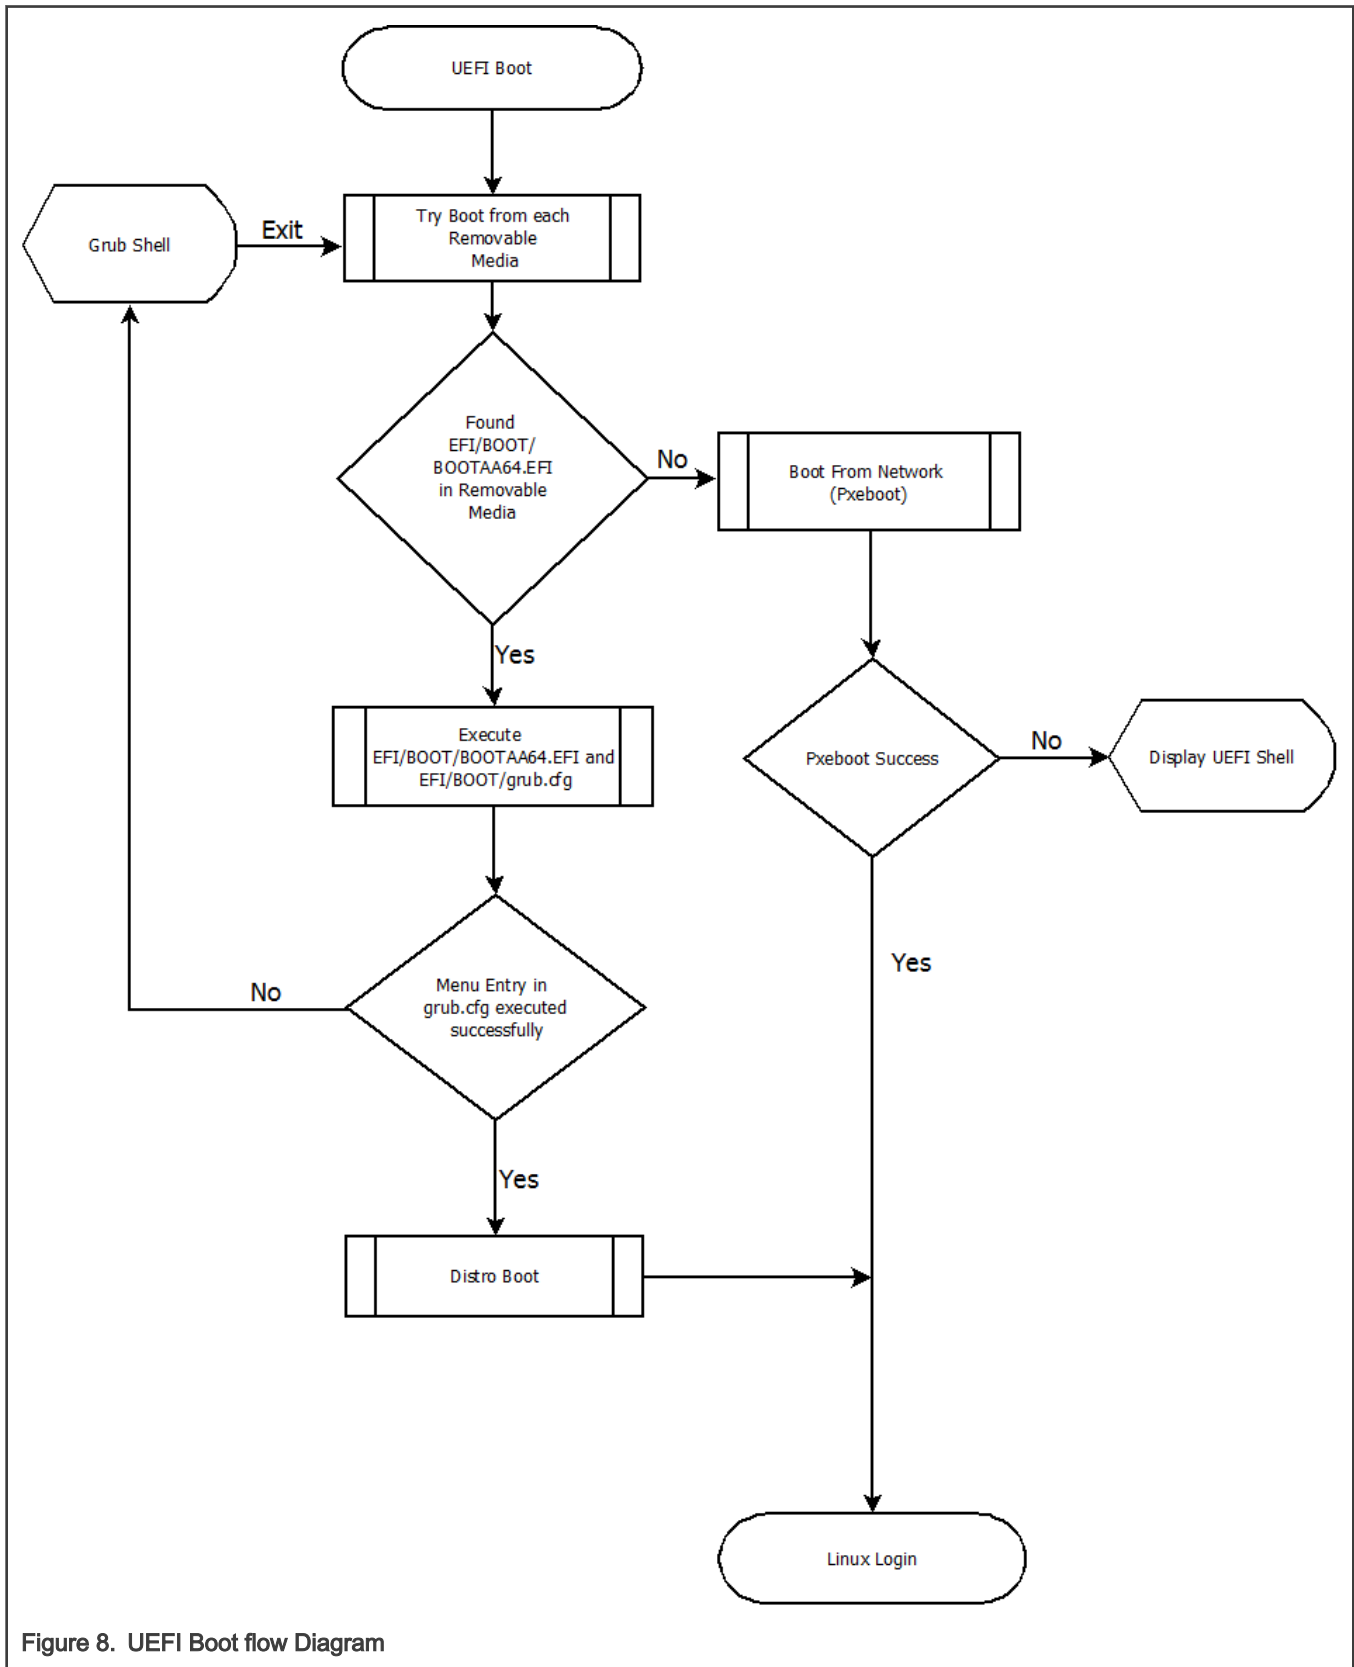 UEFI Boot
Try Boot from each
Removable
Media
Grub Shell
Exit
Found
EFI/BOOT/
BOOTAA64.EFI
in Removable
Media
No
Boot From Network
(Pxeboot)
Yes
Execute
EFI/BOOT/BOOTAA64.EFI and
EFI/BOOT/grub.cfg
Pxeboot Success
No
Display UEFI Shell
Yes
Menu Entry in
grub.cfg executed
successfully
No
Yes
Distro Boot
Linux Login
Figure 8. UEFI Boot flow Diagram